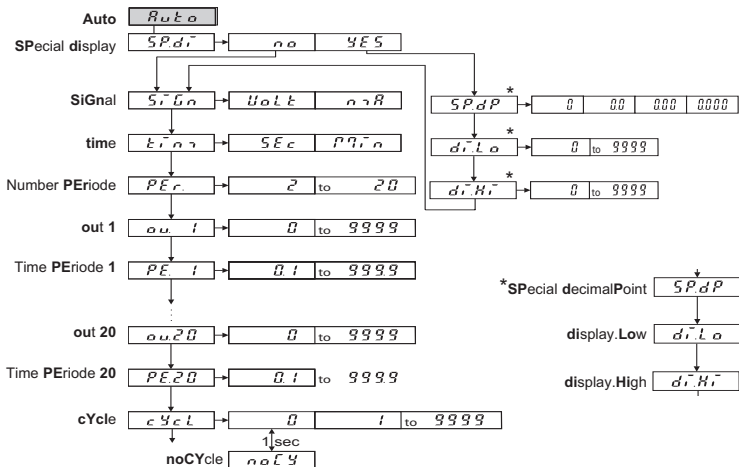 Auto Auto
SPecial display SP.di no YES
SiGnal SiGn VoLt mA SP.dP * 0 0.0 0.00 0.000
time tim SEc Min di.Lo * 0 to 9999
Number PEriode PEr. 2 to 20 di.Hi * 0 to 9999
out 1 ou. 1 0 to 9999
Time PEriode 1 PE. 1 0.1 to 999.9
*SPecial decimalPoint SP.dP
out 20 ou.20 0 to 9999 display.Low di.Lo
Time PEriode 20 PE.20 0.1 to 999.9 display.High di.Hi
cYcle cYcL 0 1 to 9999
1 sec
noCYcle noCY